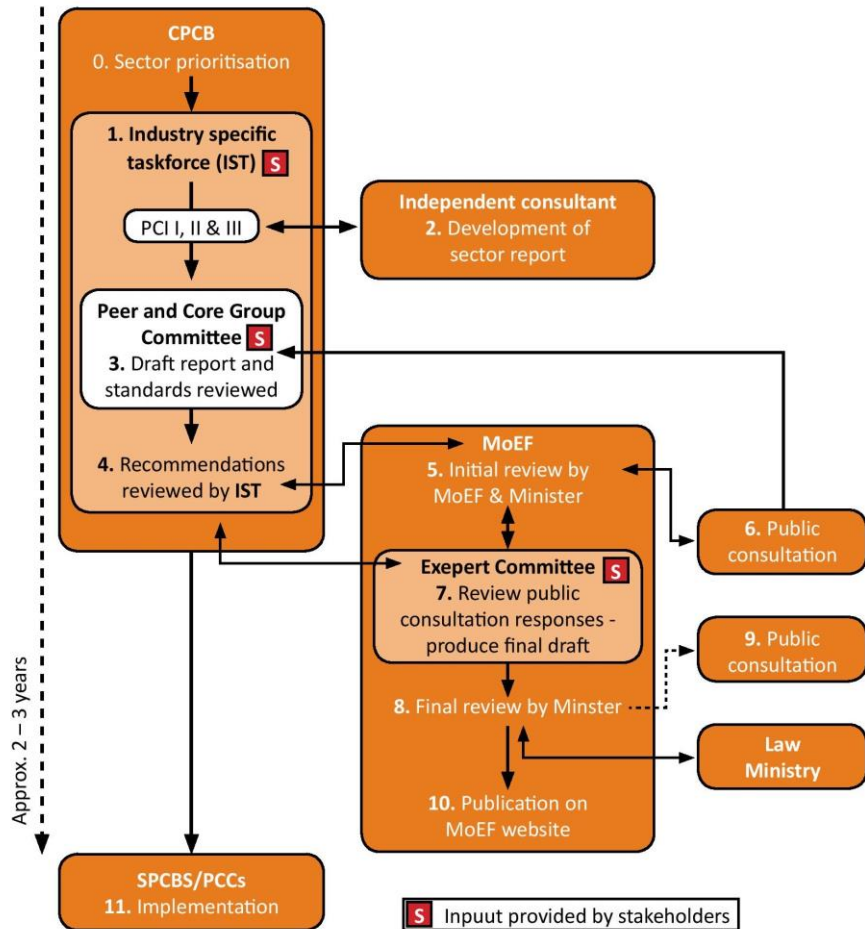 CPCB
0. Sector prioritisation
1. Industry specific
taskforce (IST) S
PCI I, II & III
Independent consultant
2. Development of
sector report
Peer and Core Group
Committee S
3. Draft report and
standards reviewed
4. Recommendations
reviewed by IST
MoEF
5. Initial review by
MoEF & Minister
6. Public
consultation
Exepert Committee S
7. Review public
consultation responses -
produce final draft
8. Final review by Minster
9. Public
consultation
Law
Ministry
10. Publication on
MoEF website
Approx. 2 – 3 years
SPCBS/PCCs
11. Implementation
S Inpuut provided by stakeholders